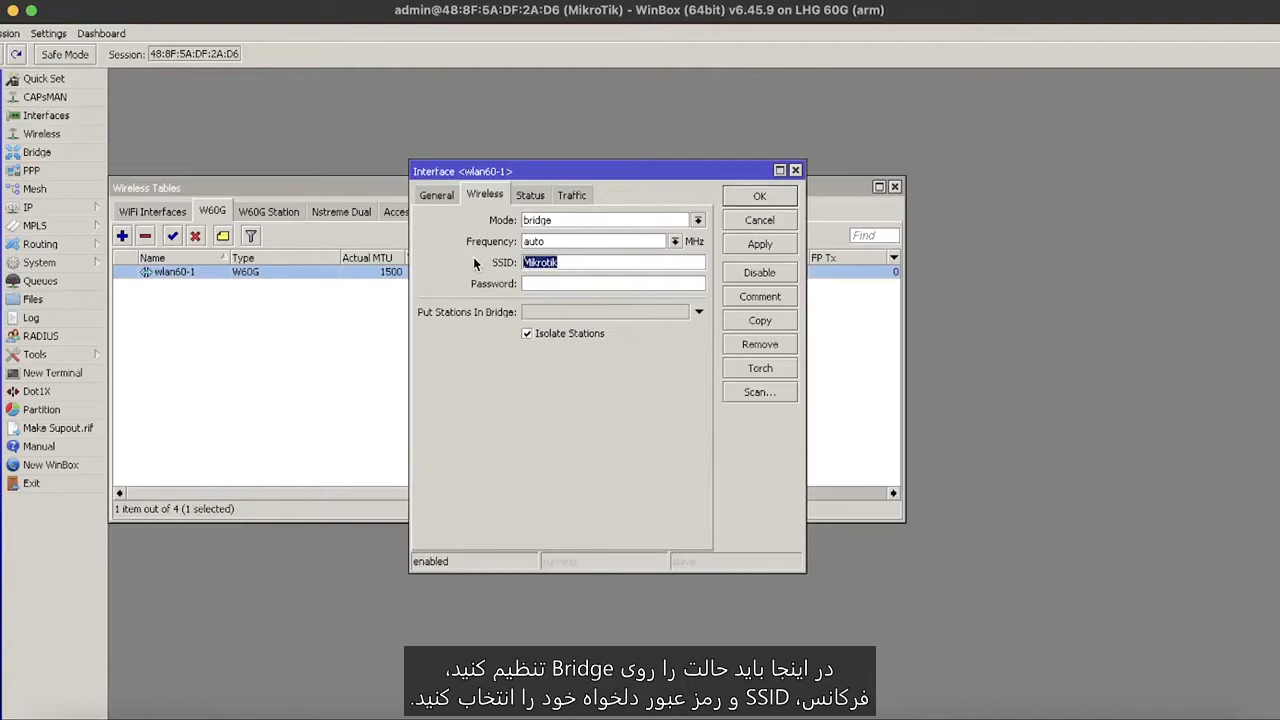 admin@48:8F:5A:DF:2A:D6 (MikroTik) - WinBox (64bit) v6.45.9 on LHG 60G (arm)
ssion Settings Dashboard
Safe Mode Session: 48:8F:5A:DF:2A:D6
Quick Set
CAPsMAN
Interfaces
Wireless
Bridge
PPP
Mesh
IP
MPLS
Routing
System
Queues
Files
Log
RADIUS
Tools
New Terminal
Dot1X
Partition
Make Supout.rif
Manual
New WinBox
Exit
Wireless Tables
WiFi Interfaces W60G W60G Station Nstreme Dual Acces
Find
Name Type Actual MTU T FP Tx
wlan60-1 W60G 1500 0
1 item out of 4 (1 selected)
Interface <wlan60-1>
General Wireless Status Traffic
Mode: bridge
Frequency: auto MHz
SSID: Mikrotik
Password:
Put Stations In Bridge:
Isolate Stations
OK
Cancel
Apply
Disable
Comment
Copy
Remove
Torch
Scan...
enabled running slave
در اینجا باید حالت را روی Bridge تنظیم کنید،
فرکانس، SSID و رمز عبور دلخواه خود را انتخاب کنید.